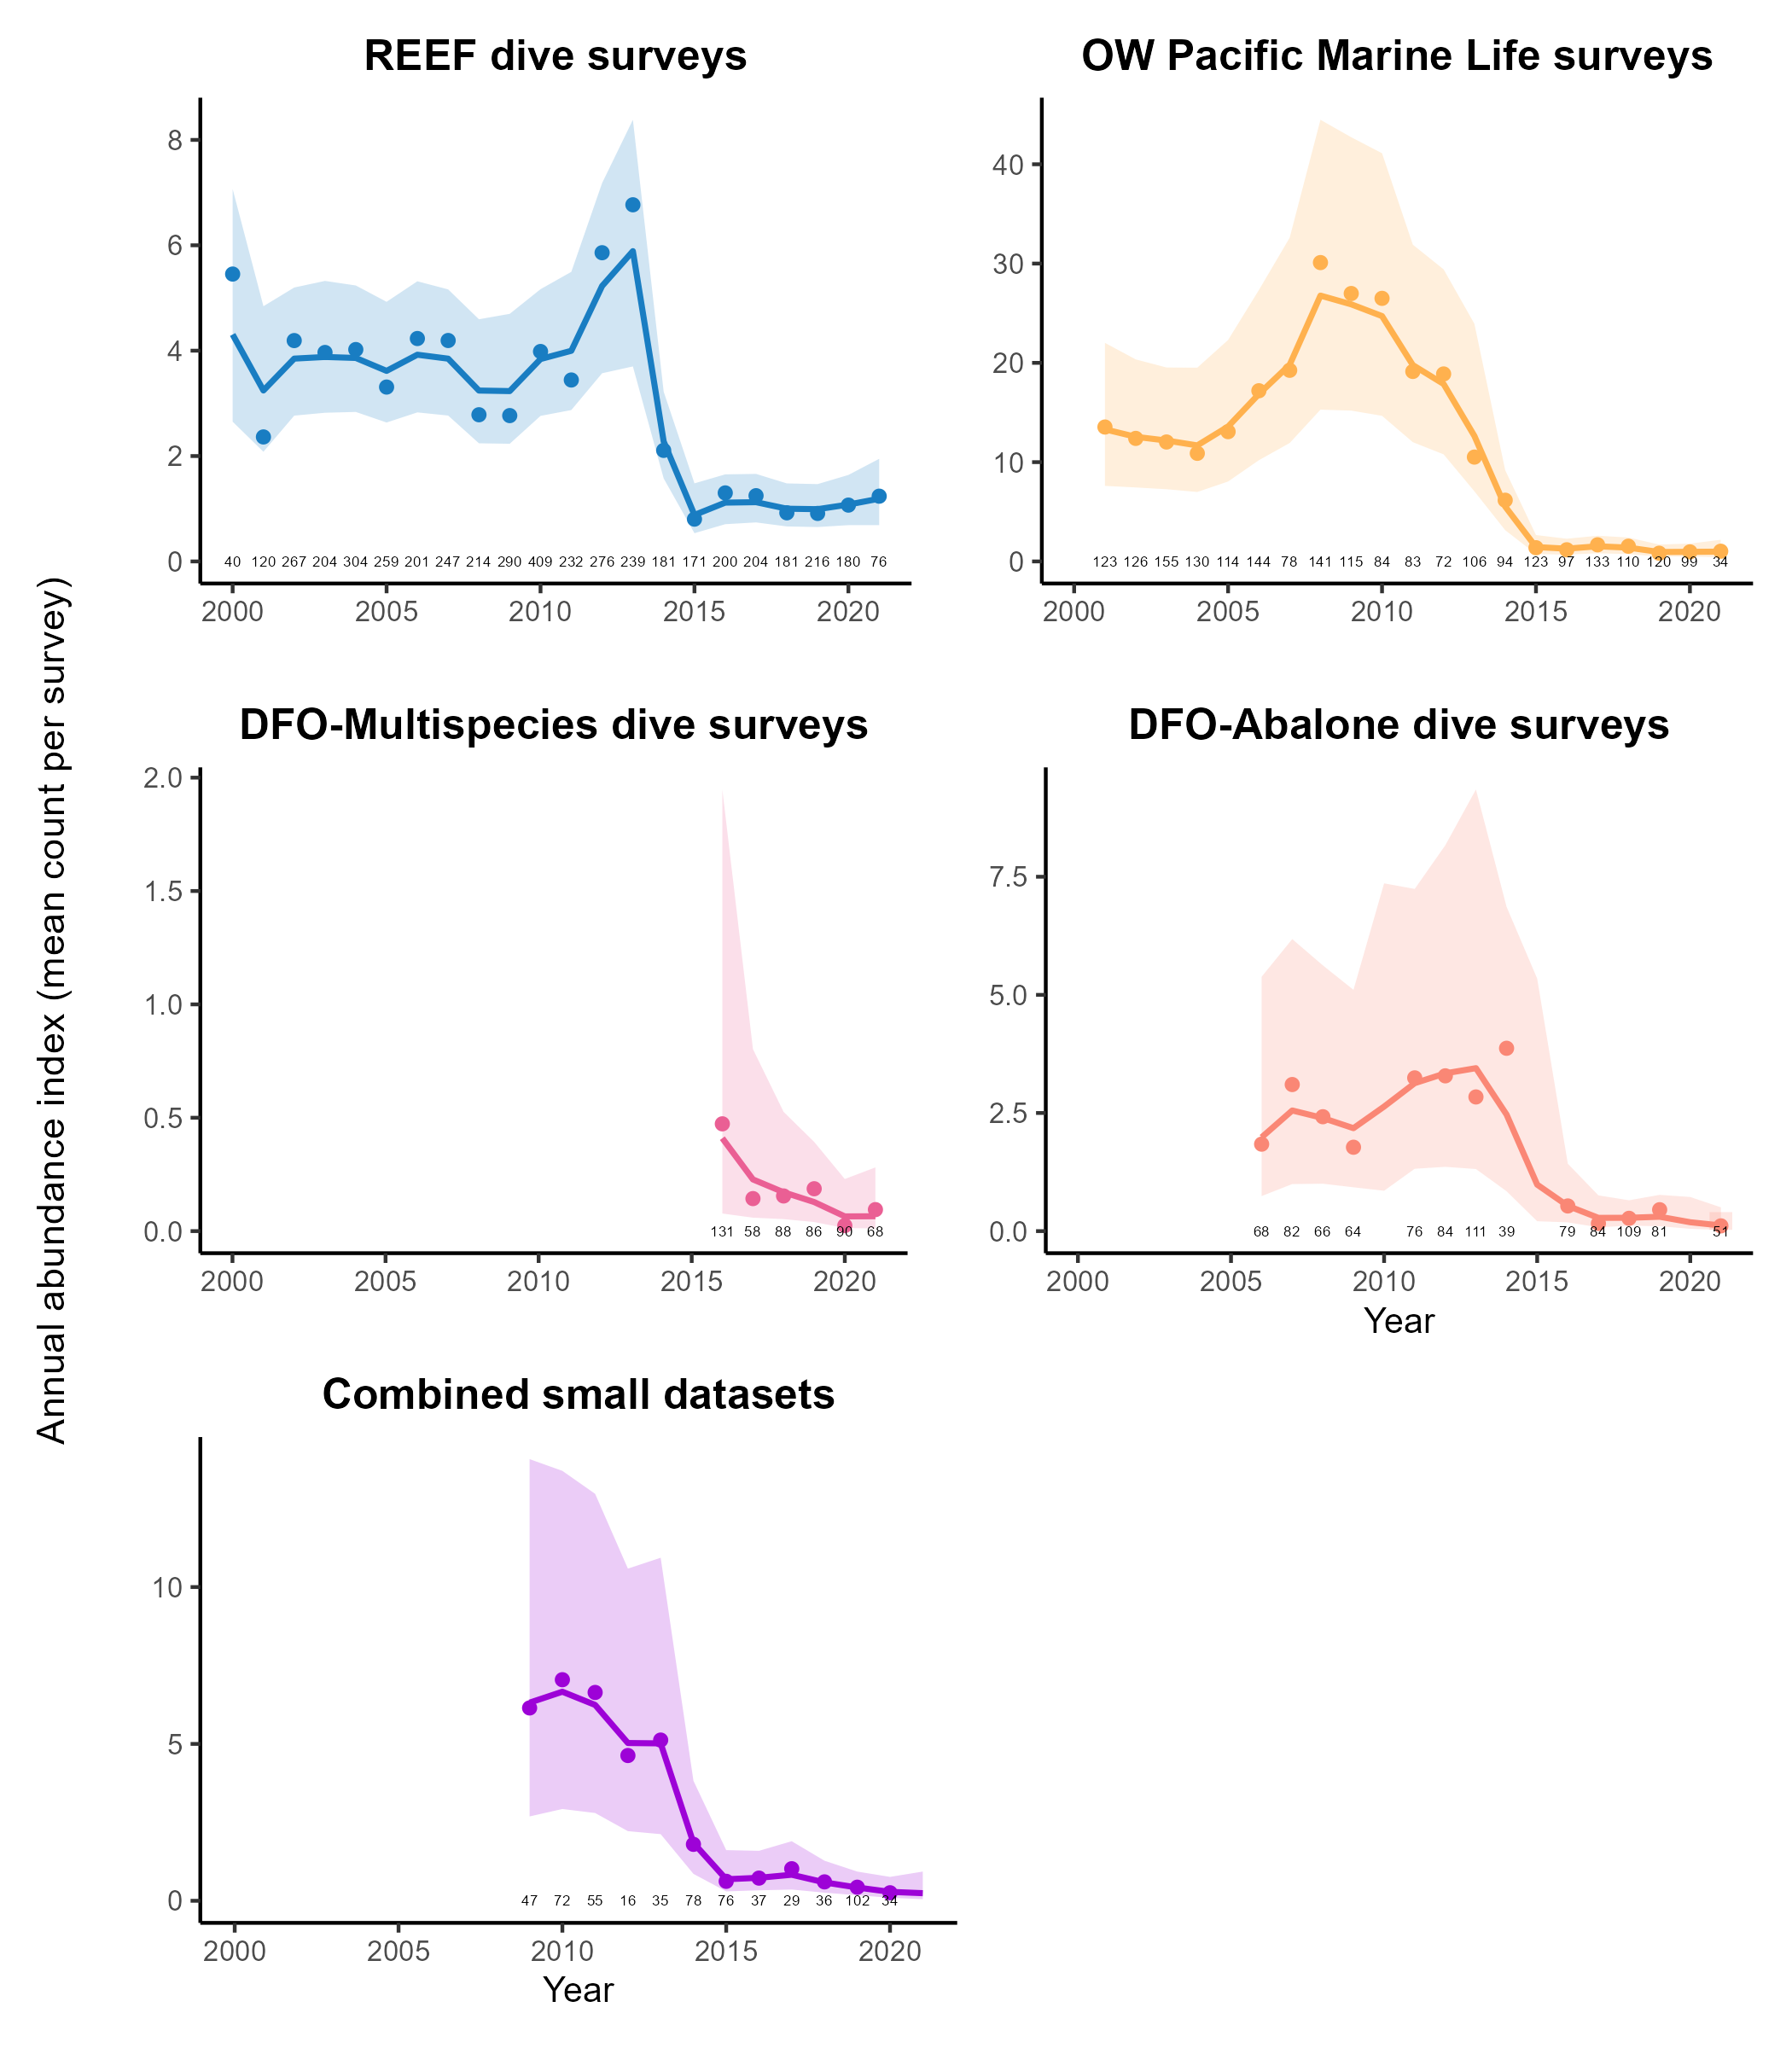 REEF dive surveys
OW Pacific Marine Life surveys
8
6
4
2
0
40 120 267 204 304 259 201 247 214 290 409 232 276 239 181 171 200 204 181 216 180 76
2000 2005 2010 2015 2020
40
30
20
10
0
123 126 155 130 114 144 78 141 115 84 83 72 106 94 123 97 133 110 120 99 34
2000 2005 2010 2015 2020
Annual abundance index (mean count per survey)
DFO-Multispecies dive surveys
DFO-Abalone dive surveys
2.0
1.5
1.0
0.5
0.0
131 58 88 86 90 68
2000 2005 2010 2015 2020
7.5
5.0
2.5
0.0
68 82 66 64 76 84 111 39 79 84 109 81 51
2000 2005 2010 2015 2020
Year
Combined small datasets
10
5
0
47 72 55 16 35 78 76 37 29 36 102 34
2000 2005 2010 2015 2020
Year